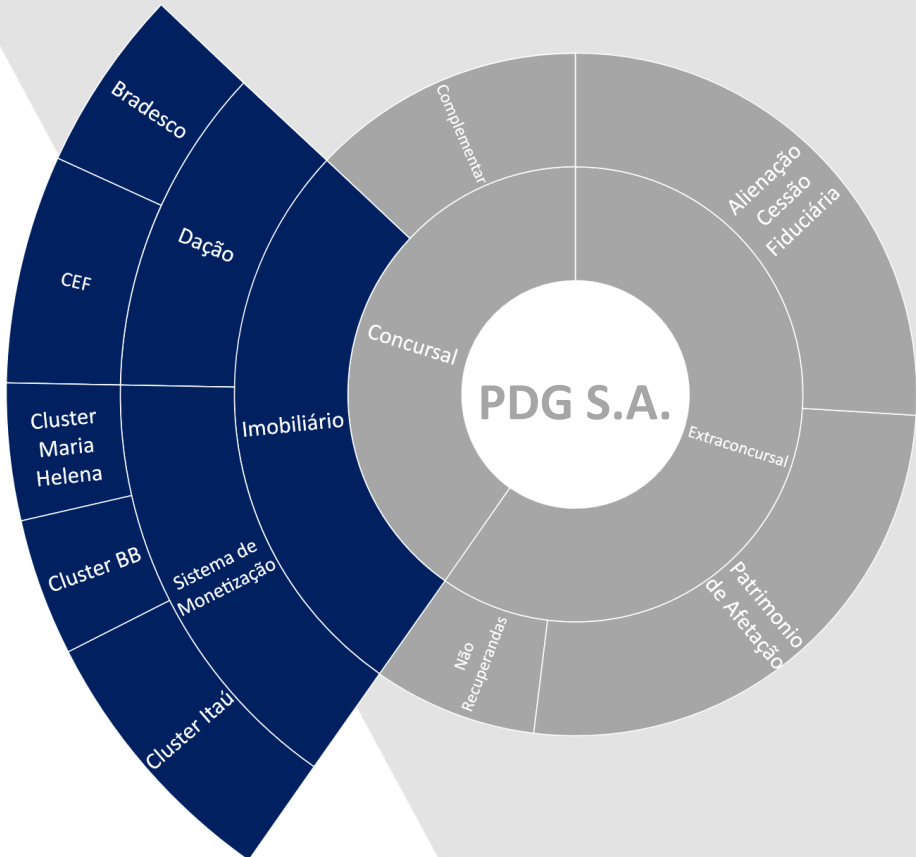 Bradesco
CEF
Dação
Cluster
Maria
Helena
Cluster BB
Cluster Itaú
Sistema de
Monetização
Imobiliário
Complementar
Concursal
PDG S.A.
Alienação
Cessão
Fiduciária
Extraconcursal
Patrimonio
de Afetação
Não
Recuperandas